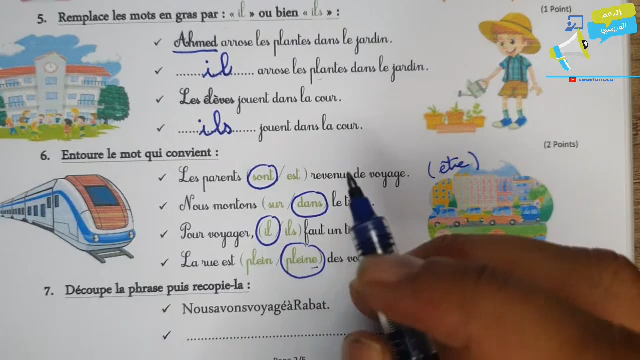 5. Remplace les mots en gras par : « il » ou bien « ils » : (1 Point)
✓ Ahmed arrose les plantes dans le jardin.
✓ ........il........ arrose les plantes dans le jardin.
✓ Les élèves jouent dans la cour.
✓ ......ils....... jouent dans la cour.
6. Entoure le mot qui convient : (2 Points)
✓ Les parents (sont / est) revenus de voyage. (être)
✓ Nous montons (sur / dans) le
✓ Pour voyager, (il / ils) faut un
✓ La rue est (plein / pleine) des
7. Découpe la phrase puis recopie-la :
✓ NousavonsvoyagéàRabat.
✓ ........................................